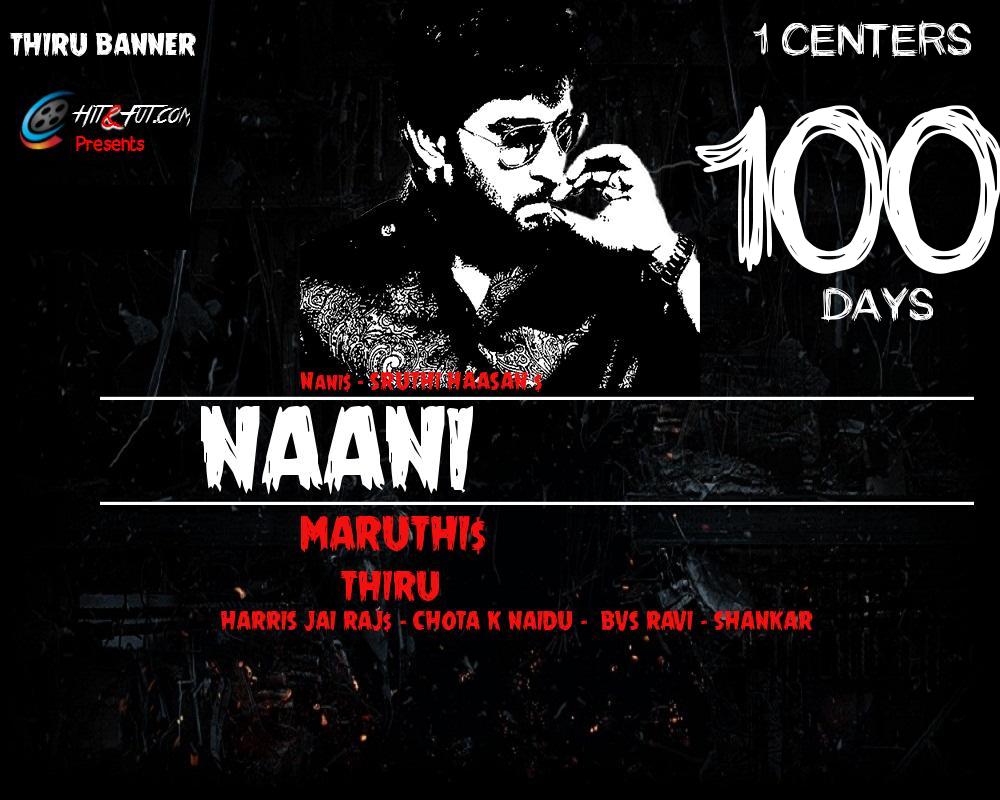 THIRU BANNER
1 CENTERS
HIT&FUT.COM
Presents
100
DAYS
NANI$ - SRUTHI HAASAN $
NAANI
MARUTHI$
THIRU
HARRIS JAI RAJ$ - CHOTA K NAIDU - BVS RAVI - SHANKAR